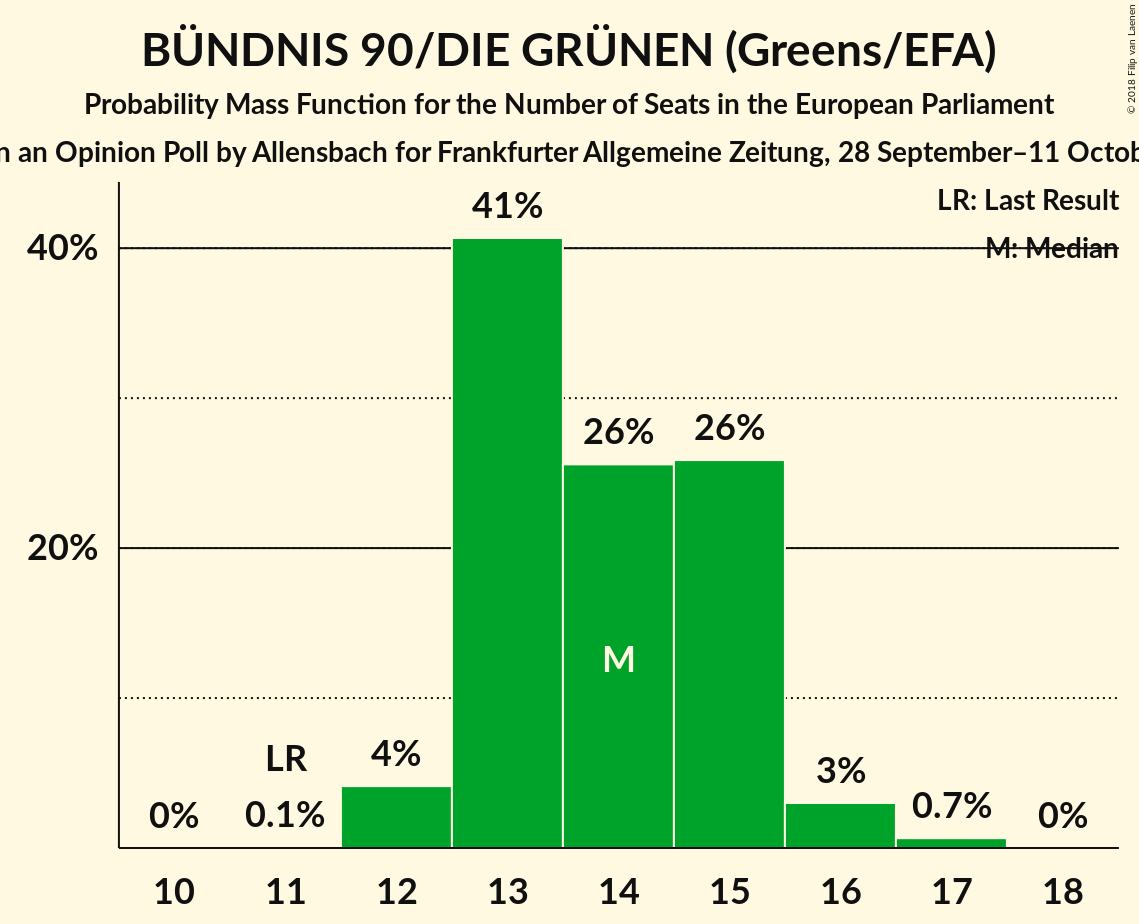 BÜNDNIS 90/DIE GRÜNEN (Greens/EFA)
Probability Mass Function for the Number of Seats in the European Parliament
an Opinion Poll by Allensbach for Frankfurter Allgemeine Zeitung, 28 September–11
© 2018 Filip van Laenen
LR: Last Result
M: Median
41%
40%
26% 26%
20%
M
LR 4%
0% 0.1% 3% 0.7% 0%
10 11 12 13 14 15 16 17 18